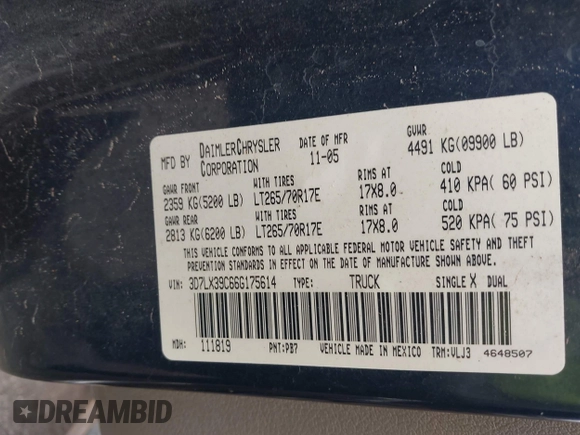 MFD BY DAIMLERCHRYSLER CORPORATION DATE OF MFR 11-05 GVWR 4491 KG(09900 LB)
GAWR FRONT WITH TIRES RIMS AT COLD
2359 KG(5200 LB) LT265/70R17E 17X8.0 410 KPA( 60 PSI)
GAWR REAR WITH TIRES RIMS AT COLD
2813 KG(6200 LB) LT265/70R17E 17X8.0 520 KPA( 75 PSI)
THIS VEHICLE CONFORMS TO ALL APPLICABLE FEDERAL MOTOR VEHICLE SAFETY AND THEFT
PREVENTION STANDARDS IN EFFECT ON THE DATE OF MANUFACTURE SHOWN ABOVE.
VIN: 3D7LX39C66G175614 TYPE: TRUCK SINGLE X DUAL
MDH: 111819 PNT:PB7 VEHICLE MADE IN MEXICO TRM:VLJ3 4648507
DREAMBID